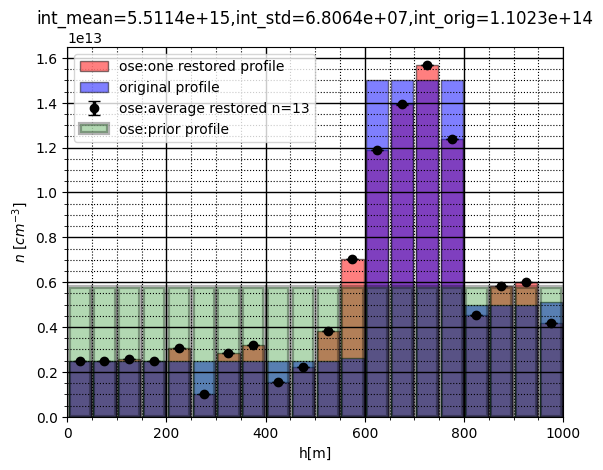 int_mean=5.5114e+15,int_std=6.8064e+07,int_orig=1.1023e+14
1e13
ose:one restored profile
original profile
ose:average restored n=13
ose:prior profile
1.6
1.4
1.2
1.0
0.8
0.6
0.4
0.2
0.0
n [cm⁻³]
0 200 400 600 800 1000
h[m]